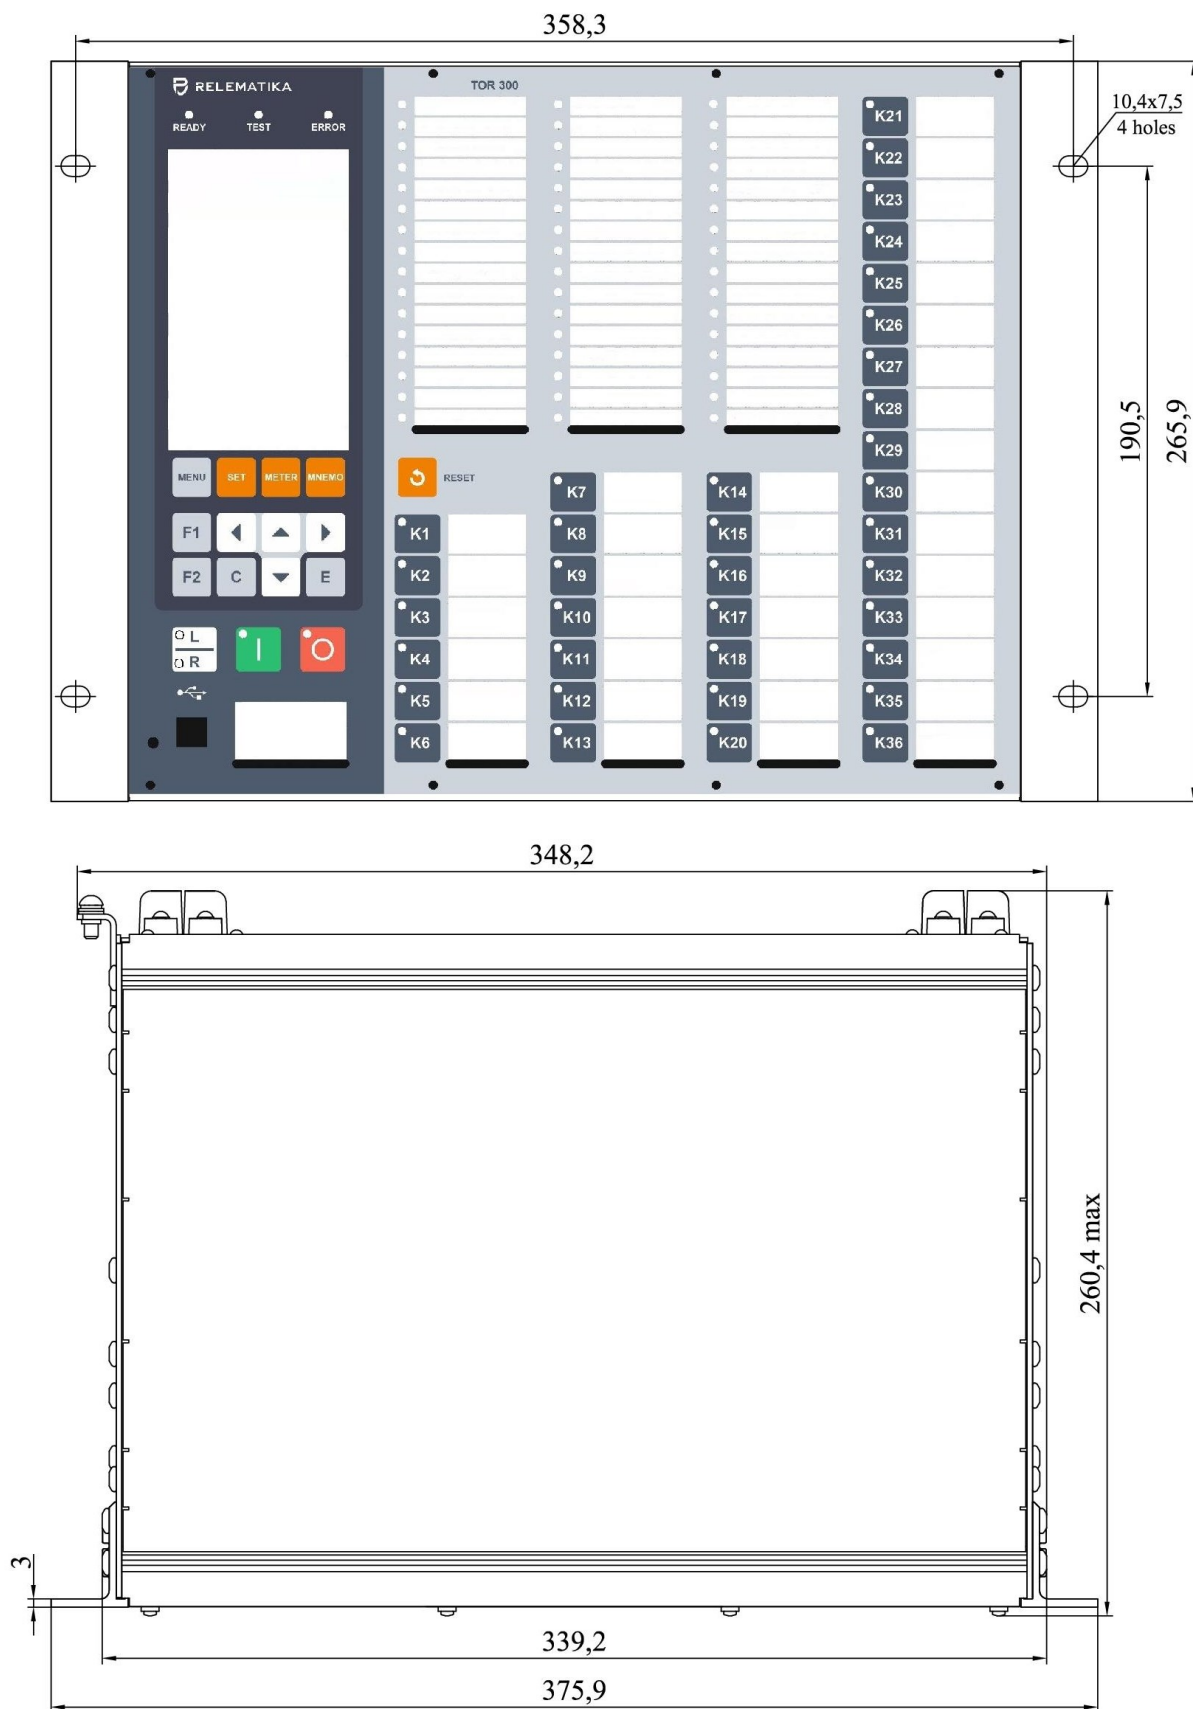 358,3
RELEMATIKA
TOR 300
READY TEST ERROR
10,4x7,5
4 holes
190,5
265,9
MENU SET METER MNEMO
F1
F2 C E
L
R
I O
RESET
K1
K2
K3
K4
K5
K6
K7
K8
K9
K10
K11
K12
K13
K14
K15
K16
K17
K18
K19
K20
K21
K22
K23
K24
K25
K26
K27
K28
K29
K30
K31
K32
K33
K34
K35
K36
348,2
260,4 max
3
339,2
375,9